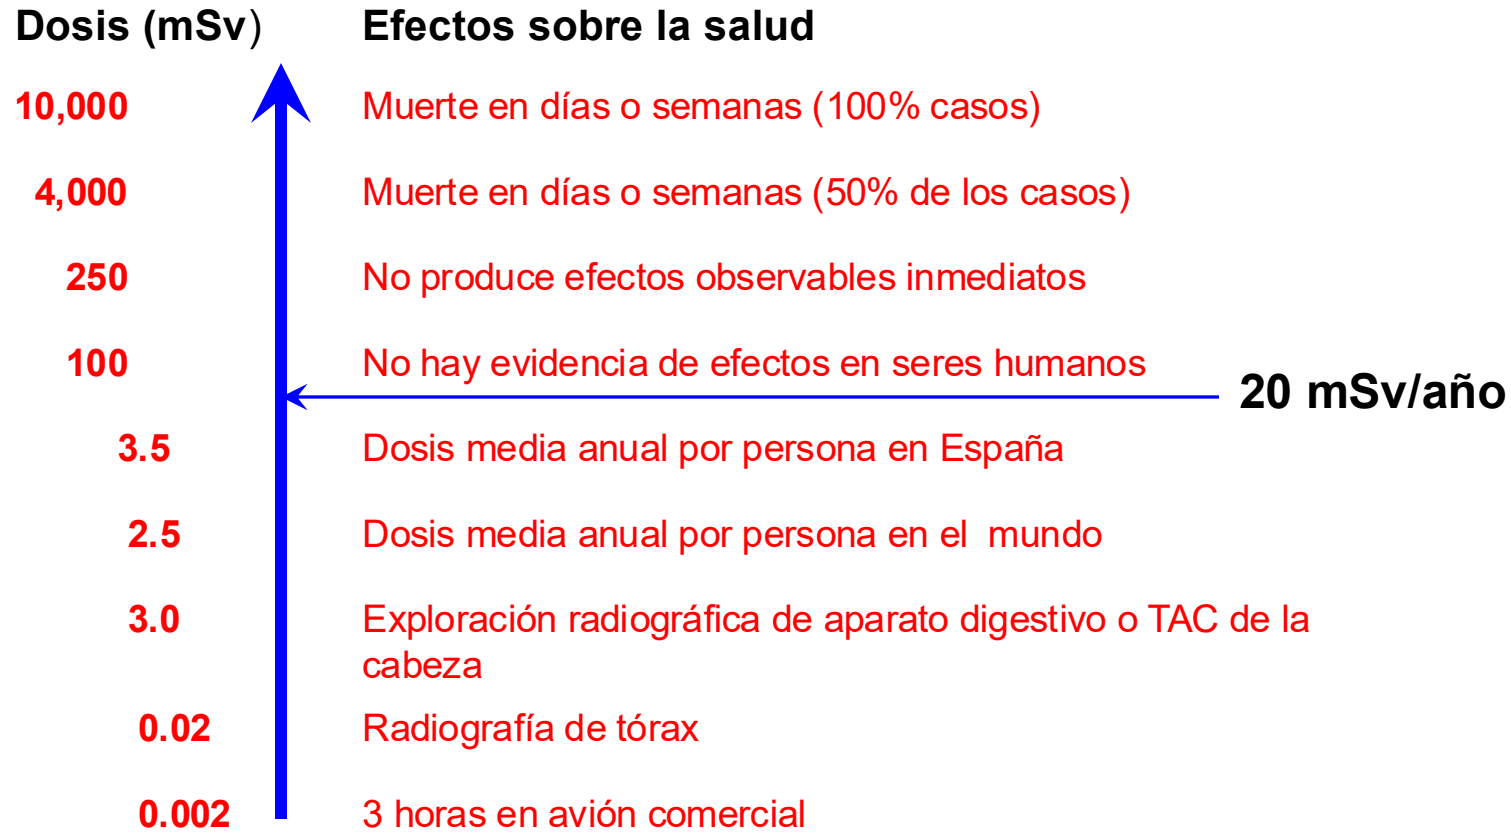 Dosis (mSv) Efectos sobre la salud
10,000 Muerte en días o semanas (100% casos)
4,000 Muerte en días o semanas (50% de los casos)
250 No produce efectos observables inmediatos
100 No hay evidencia de efectos en seres humanos
20 mSv/año
3.5 Dosis media anual por persona en España
2.5 Dosis media anual por persona en el mundo
3.0 Exploración radiográfica de aparato digestivo o TAC de la
cabeza
0.02 Radiografía de tórax
0.002 3 horas en avión comercial